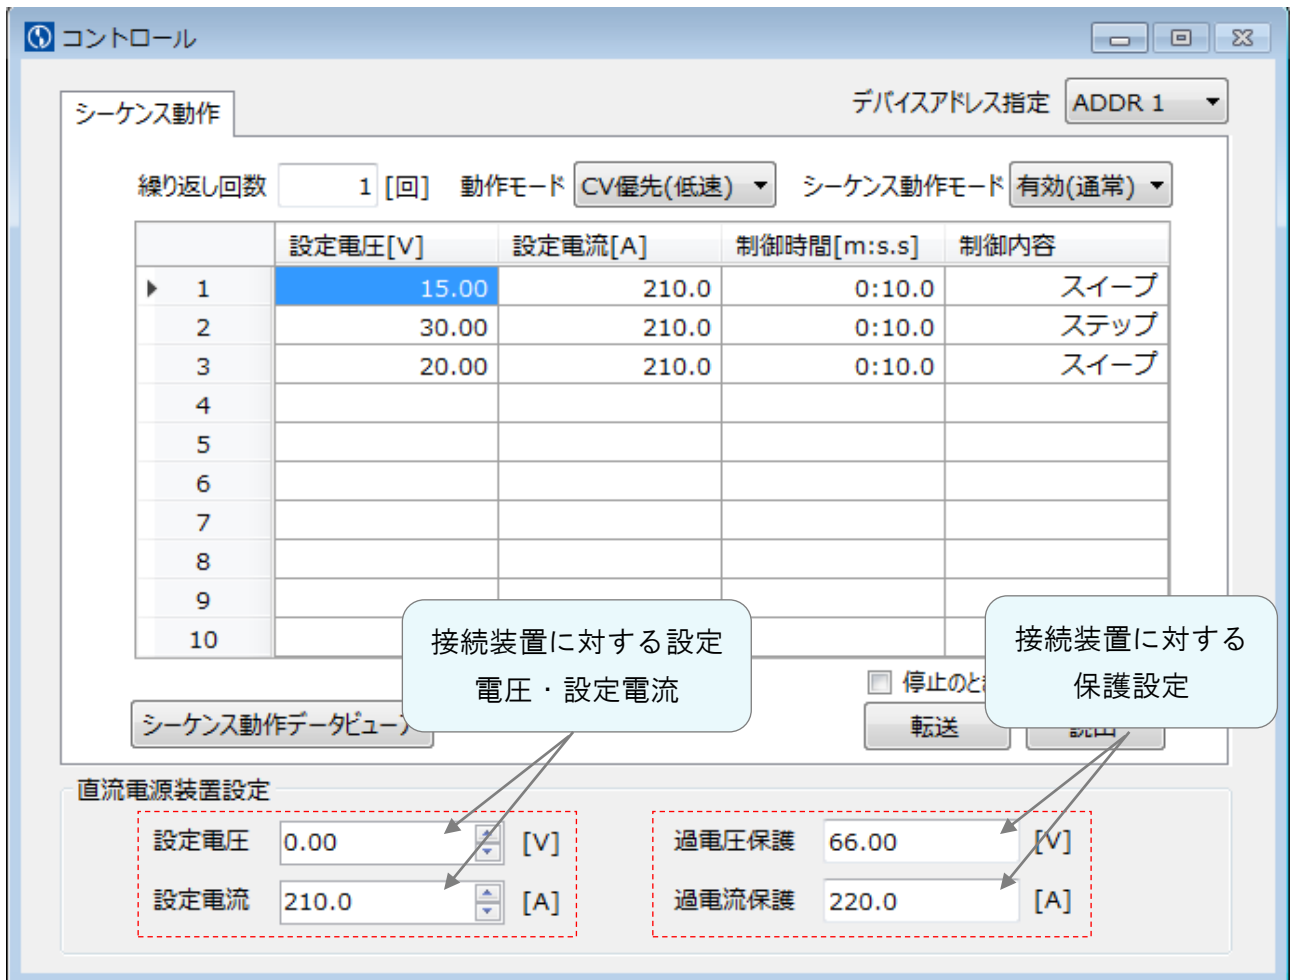 コントロール
デバイスアドレス指定 ADDR 1
シーケンス動作
繰り返し回数 1 [回] 動作モード CV優先(低速) シーケンス動作モード 有効(通常)
設定電圧[V] 設定電流[A] 制御時間[m:s.s] 制御内容
1 15.00 210.0 0:10.0 スイープ
2 30.00 210.0 0:10.0 ステップ
3 20.00 210.0 0:10.0 スイープ
4
5
6
7
8
9
10
接続装置に対する設定
電圧・設定電流
接続装置に対する
保護設定
停止のとき
シーケンス動作データビューア
転送 読出
直流電源装置設定
設定電圧 0.00 [V] 過電圧保護 66.00 [V]
設定電流 210.0 [A] 過電流保護 220.0 [A]